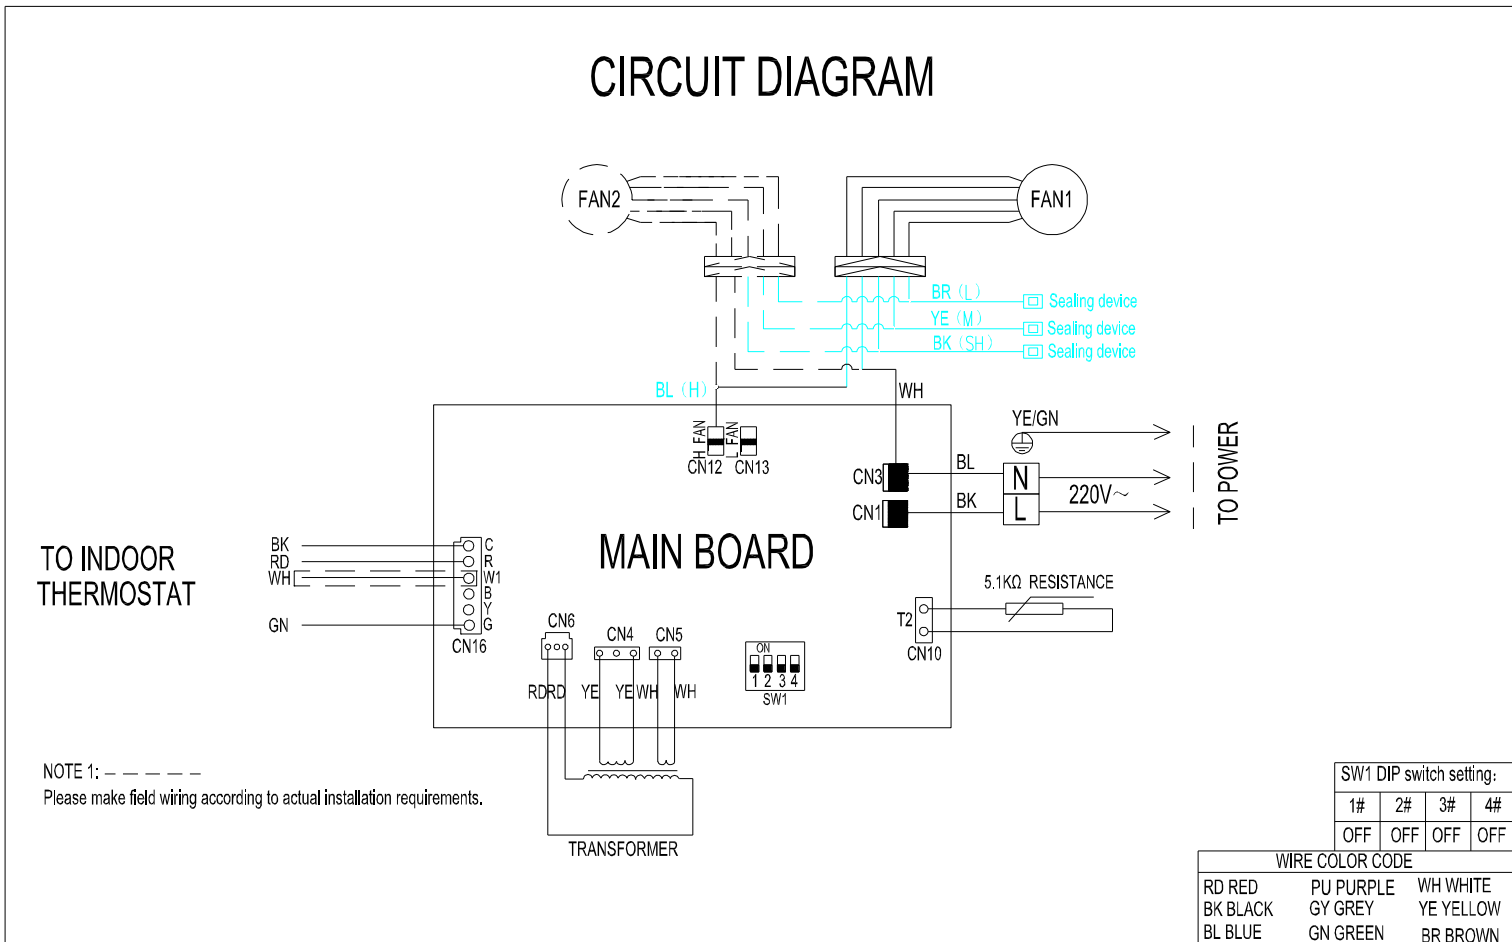 CIRCUIT DIAGRAM
FAN2
FAN1
BR (L)
Sealing device
YE (M)
Sealing device
BK (SH)
Sealing device
BL (H)
WH
H FAN
L FAN
CN12
CN13
YE/GN
CN3
BL
N
CN1
BK
L
220V～
TO POWER
MAIN BOARD
TO INDOOR
THERMOSTAT
BK
RD
WH
GN
C
R
W1
B
Y
G
CN16
5.1KΩ RESISTANCE
T2
CN10
CN6
CN4
CN5
RD
RD
YE
YE
WH
WH
ON
1 2 3 4
SW1
TRANSFORMER
NOTE 1: — — — — — —
Please make field wiring according to actual installation requirements.
SW1 DIP switch setting:
1# 2# 3# 4#
OFF OFF OFF OFF
WIRE COLOR CODE
RD RED PU PURPLE WH WHITE
BK BLACK GY GREY YE YELLOW
BL BLUE GN GREEN BR BROWN